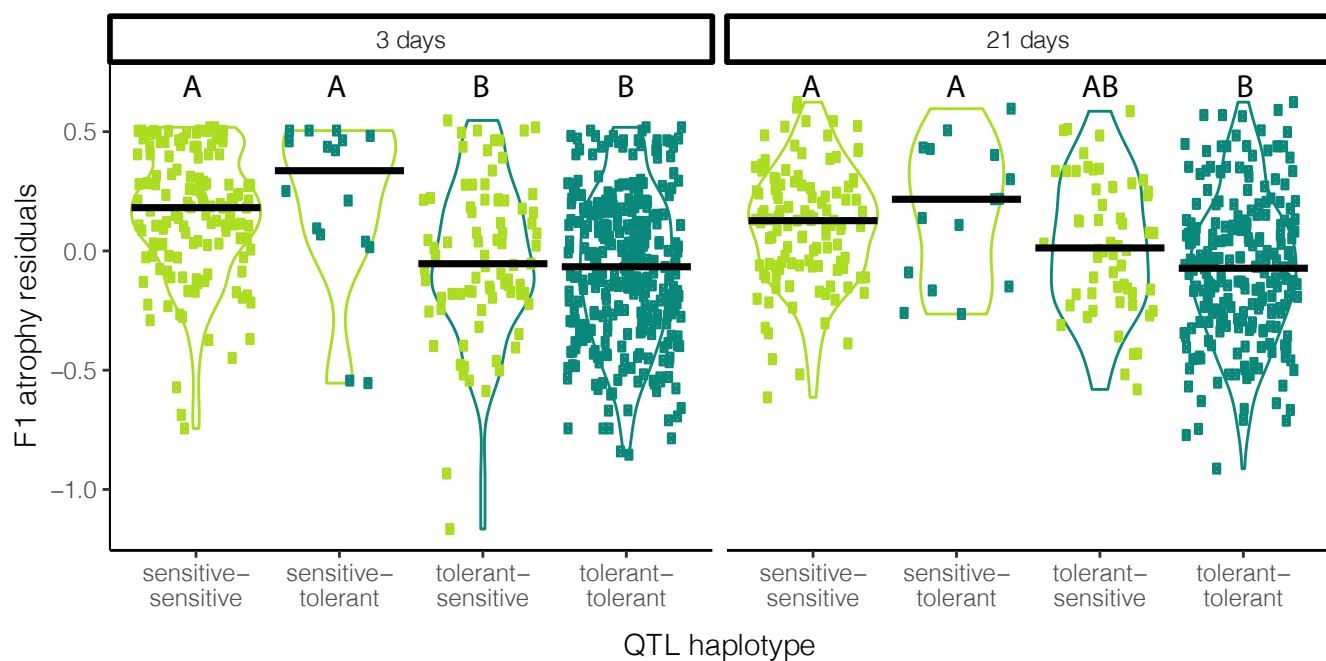 3 days
21 days
A
A
B
B
A
A
AB
B
F1 atrophy residuals
0.5
0.0
−0.5
−1.0
sensitive−
sensitive
sensitive−
tolerant
tolerant−
sensitive
tolerant−
tolerant
sensitive−
sensitive
sensitive−
tolerant
tolerant−
sensitive
tolerant−
tolerant
QTL haplotype